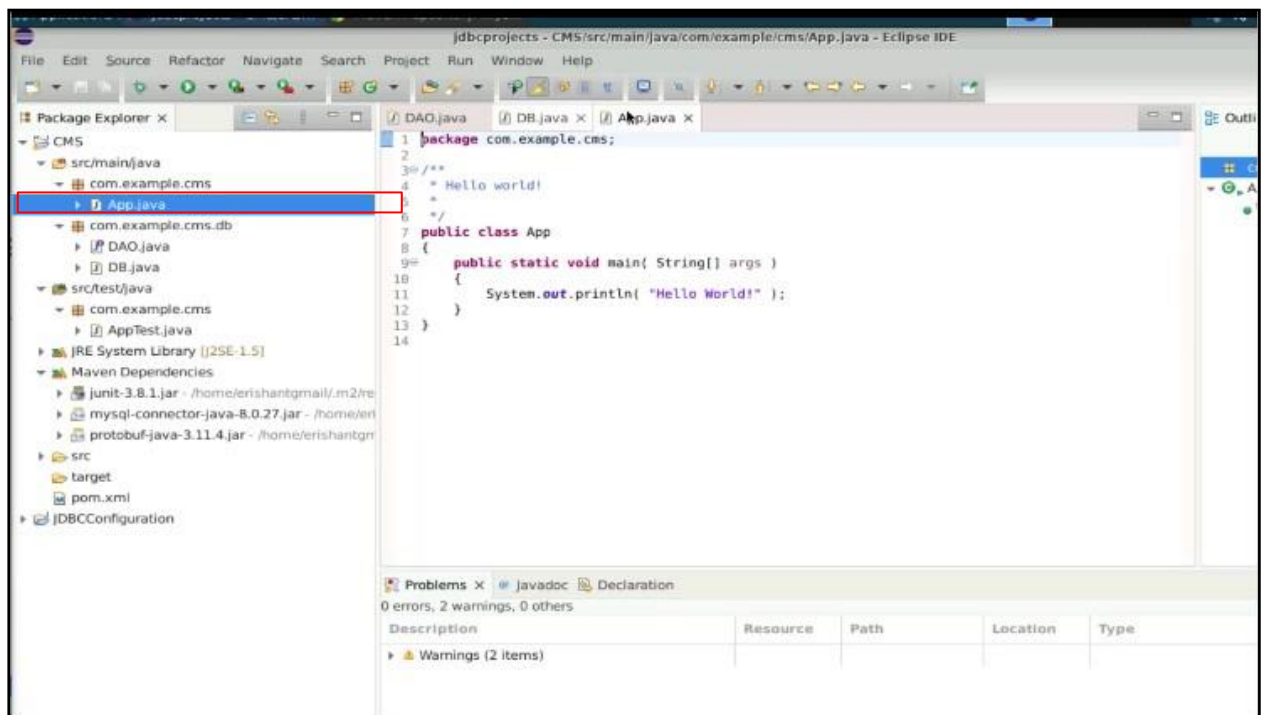 jdbcprojects - CMS/src/main/java/com/example/cms/App.java - Eclipse IDE
File Edit Source Refactor Navigate Search Project Run Window Help
Package Explorer
CMS
src/main/java
com.example.cms
App.java
com.example.cms.db
DAO.java
DB.java
src/test/java
com.example.cms
AppTest.java
JRE System Library [J2SE-1.5]
Maven Dependencies
junit-3.8.1.jar - /home/erishantgmail/.m2/re
mysql-connector-java-8.0.27.jar - /home/eri
protobuf-java-3.11.4.jar - /home/erishantgm
src
target
pom.xml
JDBCConfiguration
DAO.java DB.java App.java
1 package com.example.cms;
2
3 /**
4 * Hello world!
5 *
6 */
7 public class App
8 {
9 public static void main( String[] args )
10 {
11 System.out.println( "Hello World!" );
12 }
13 }
14
Outli
Problems Javadoc Declaration
0 errors, 2 warnings, 0 others
Description Resource Path Location Type
Warnings (2 items)